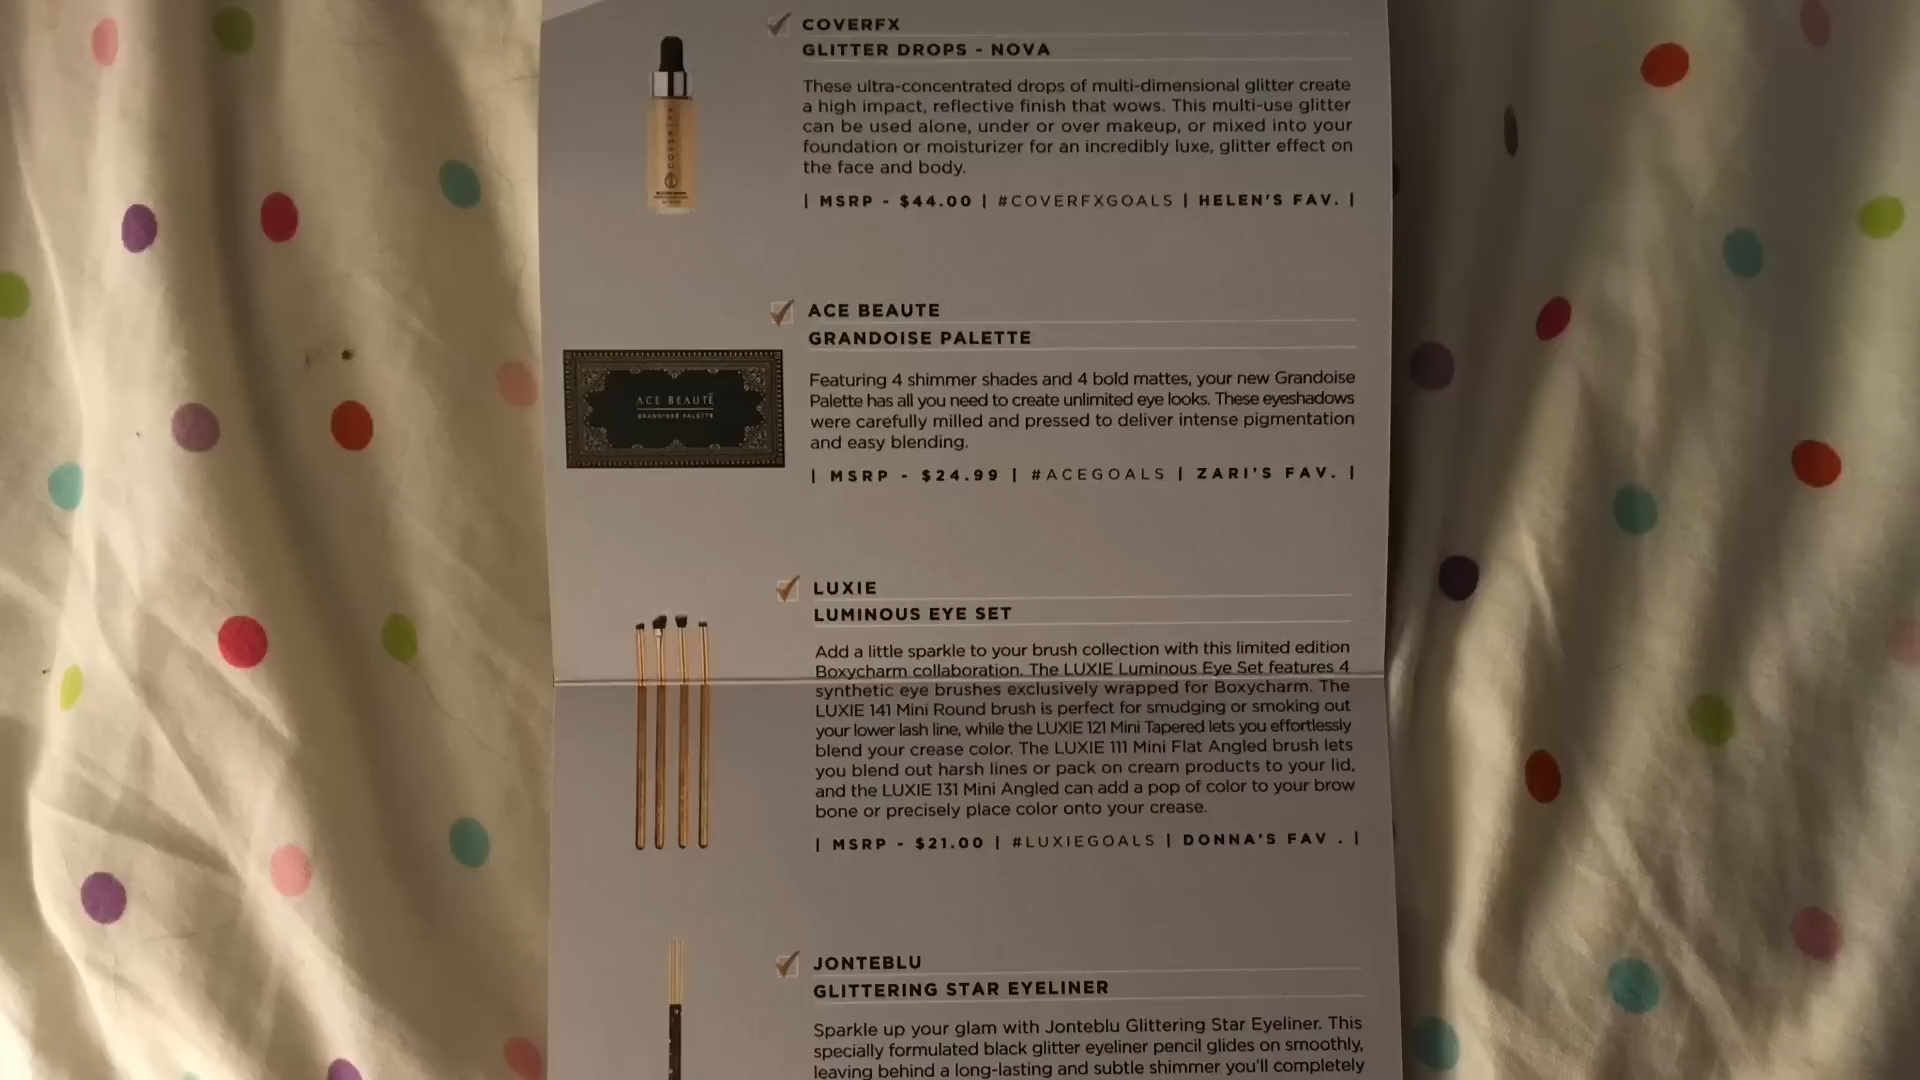 COVERFX
GLITTER DROPS - NOVA
These ultra-concentrated drops of multi-dimensional glitter create
a high impact, reflective finish that wows. This multi-use glitter
can be used alone, under or over makeup, or mixed into your
foundation or moisturizer for an incredibly luxe, glitter effect on
the face and body.
| MSRP - $44.00 | #COVERFXGOALS | HELEN'S FAV. |
COVER FX
ACE BEAUTE
GRANDOISE PALETTE
Featuring 4 shimmer shades and 4 bold mattes, your new Grandoise
Palette has all you need to create unlimited eye looks. These eyeshadows
were carefully milled and pressed to deliver intense pigmentation
and easy blending.
| MSRP - $24.99 | #ACEGOALS | ZARI'S FAV. |
ACE BEAUTÉ
GRANDIOSE PALETTE
LUXIE
LUMINOUS EYE SET
Add a little sparkle to your brush collection with this limited edition
Boxycharm collaboration. The LUXIE Luminous Eye Set features 4
synthetic eye brushes exclusively wrapped for Boxycharm. The
LUXIE 141 Mini Round brush is perfect for smudging or smoking out
your lower lash line, while the LUXIE 121 Mini Tapered lets you effortlessly
blend your crease color. The LUXIE 111 Mini Flat Angled brush lets
you blend out harsh lines or pack on cream products to your lid,
and the LUXIE 131 Mini Angled can add a pop of color to your brow
bone or precisely place color onto your crease.
| MSRP - $21.00 | #LUXIEGOALS | DONNA'S FAV . |
JONTEBLU
GLITTERING STAR EYELINER
Sparkle up your glam with Jonteblu Glittering Star Eyeliner. This
specially formulated black glitter eyeliner pencil glides on smoothly,
leaving behind a long-lasting and subtle shimmer you'll completely